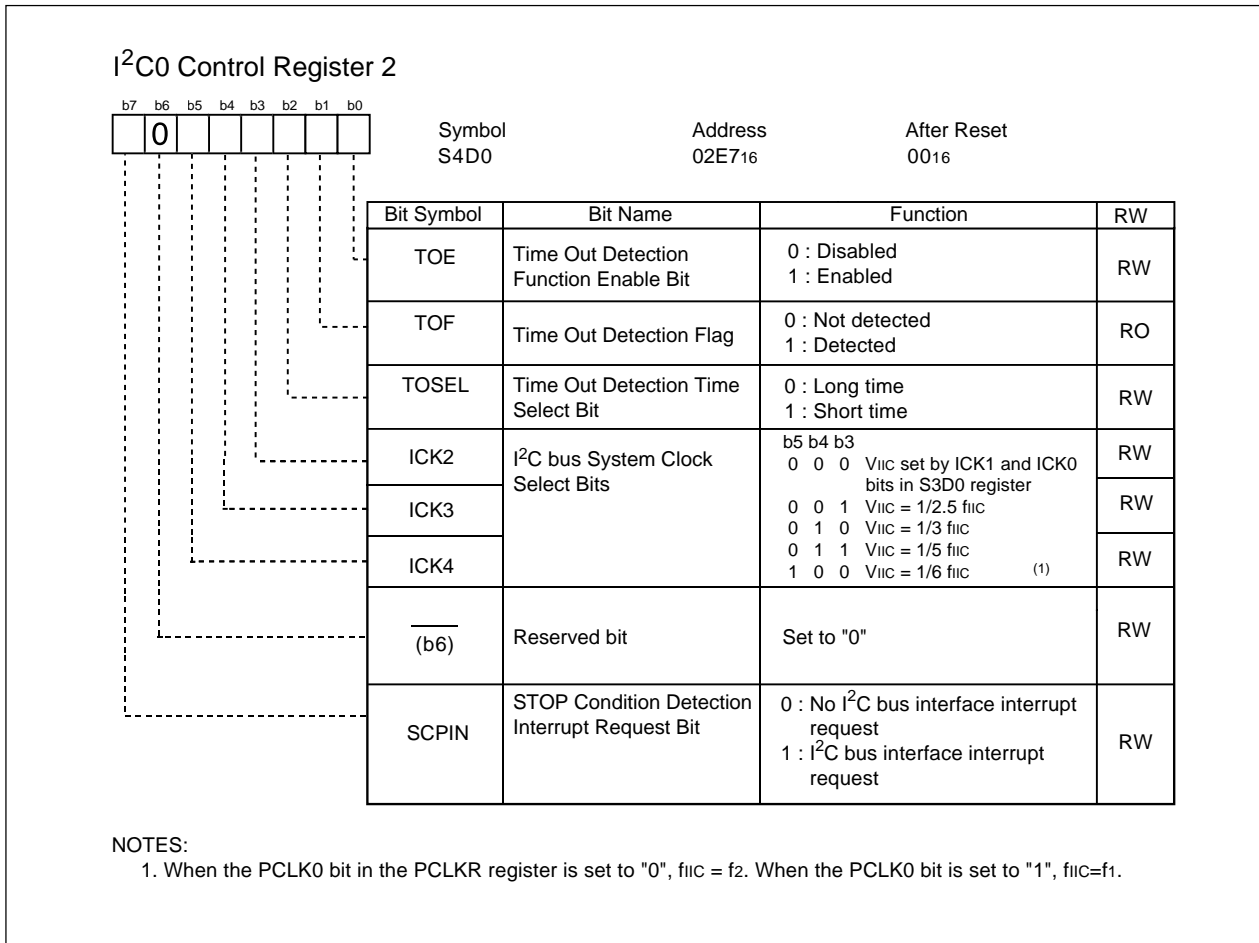 I²C0 Control Register 2
b7 b6 b5 b4 b3 b2 b1 b0
0
Symbol Address After Reset
S4D0 02E716 0016
Bit Symbol Bit Name Function RW
TOE Time Out Detection Function Enable Bit 0 : Disabled 1 : Enabled RW
TOF Time Out Detection Flag 0 : Not detected 1 : Detected RO
TOSEL Time Out Detection Time Select Bit 0 : Long time 1 : Short time RW
ICK2 I²C bus System Clock Select Bits b5 b4 b3 RW
0 0 0 VIIC set by ICK1 and ICK0 bits in S3D0 register
ICK3 RW
0 0 1 VIIC = 1/2.5 fIIC
0 1 0 VIIC = 1/3 fIIC
ICK4 RW
0 1 1 VIIC = 1/5 fIIC
1 0 0 VIIC = 1/6 fIIC (1)
(b6) Reserved bit Set to "0" RW
SCPIN STOP Condition Detection Interrupt Request Bit 0 : No I²C bus interface interrupt request 1 : I²C bus interface interrupt request RW
NOTES:
1. When the PCLK0 bit in the PCLKR register is set to "0", fIIC = f2. When the PCLK0 bit is set to "1", fIIC=f1.